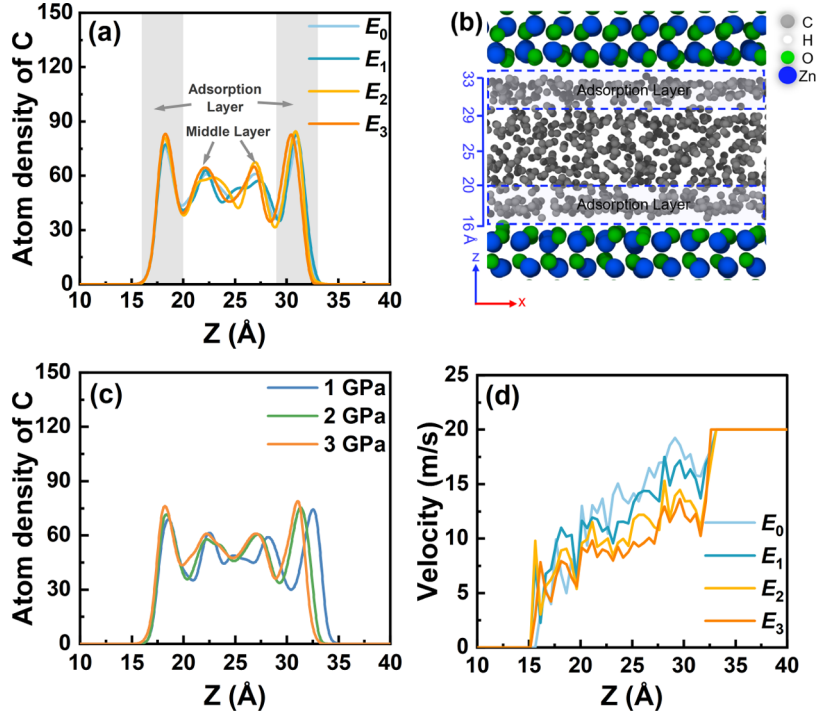 (a)
Atom density of C
150
120
90
60
30
0
10 15 20 25 30 35 40
Z (Å)
E0
E1
E2
E3
Adsorption
Layer
Middle Layer
(b)
C
H
O
Zn
Adsorption Layer
Adsorption Layer
33
29
25
20
16 Å
Z
X
(c)
Atom density of C
150
120
90
60
30
0
10 15 20 25 30 35 40
Z (Å)
1 GPa
2 GPa
3 GPa
(d)
Velocity (m/s)
25
20
15
10
5
0
10 15 20 25 30 35 40
Z (Å)
E0
E1
E2
E3